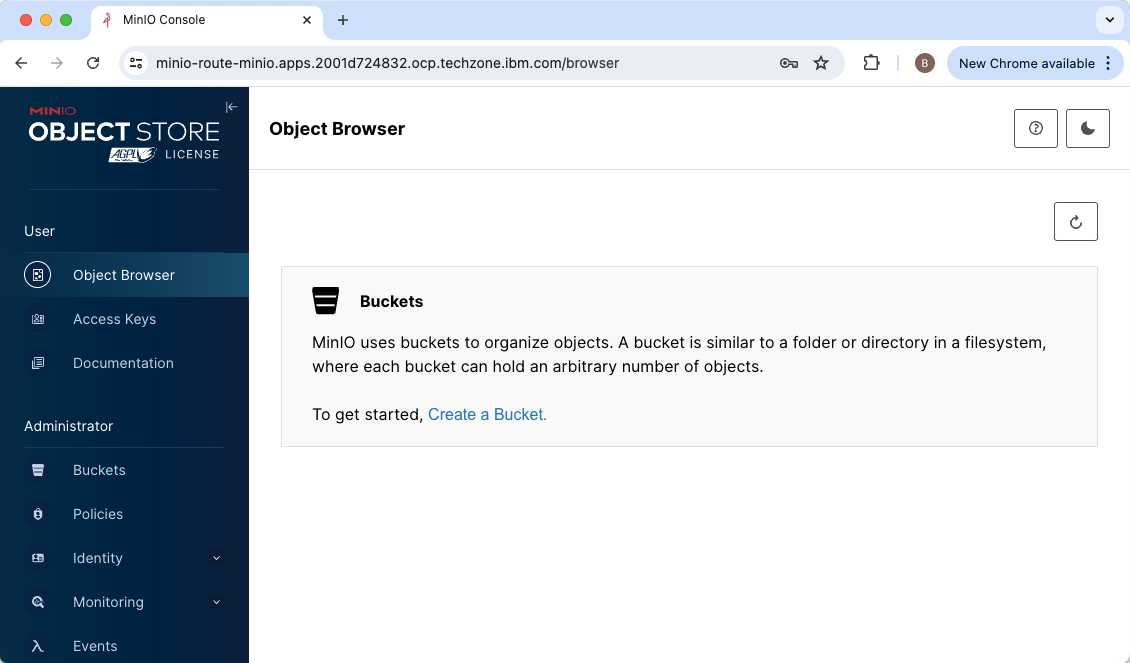 MinIO Console
minio-route-minio.apps.2001d724832.ocp.techzone.ibm.com/browser
B
New Chrome available
MINIO
OBJECT STORE
AGPLV3 LICENSE
User
Object Browser
Access Keys
Documentation
Administrator
Buckets
Policies
Identity
Monitoring
Events
Object Browser
Buckets
MinIO uses buckets to organize objects. A bucket is similar to a folder or directory in a filesystem,
where each bucket can hold an arbitrary number of objects.
To get started, Create a Bucket.